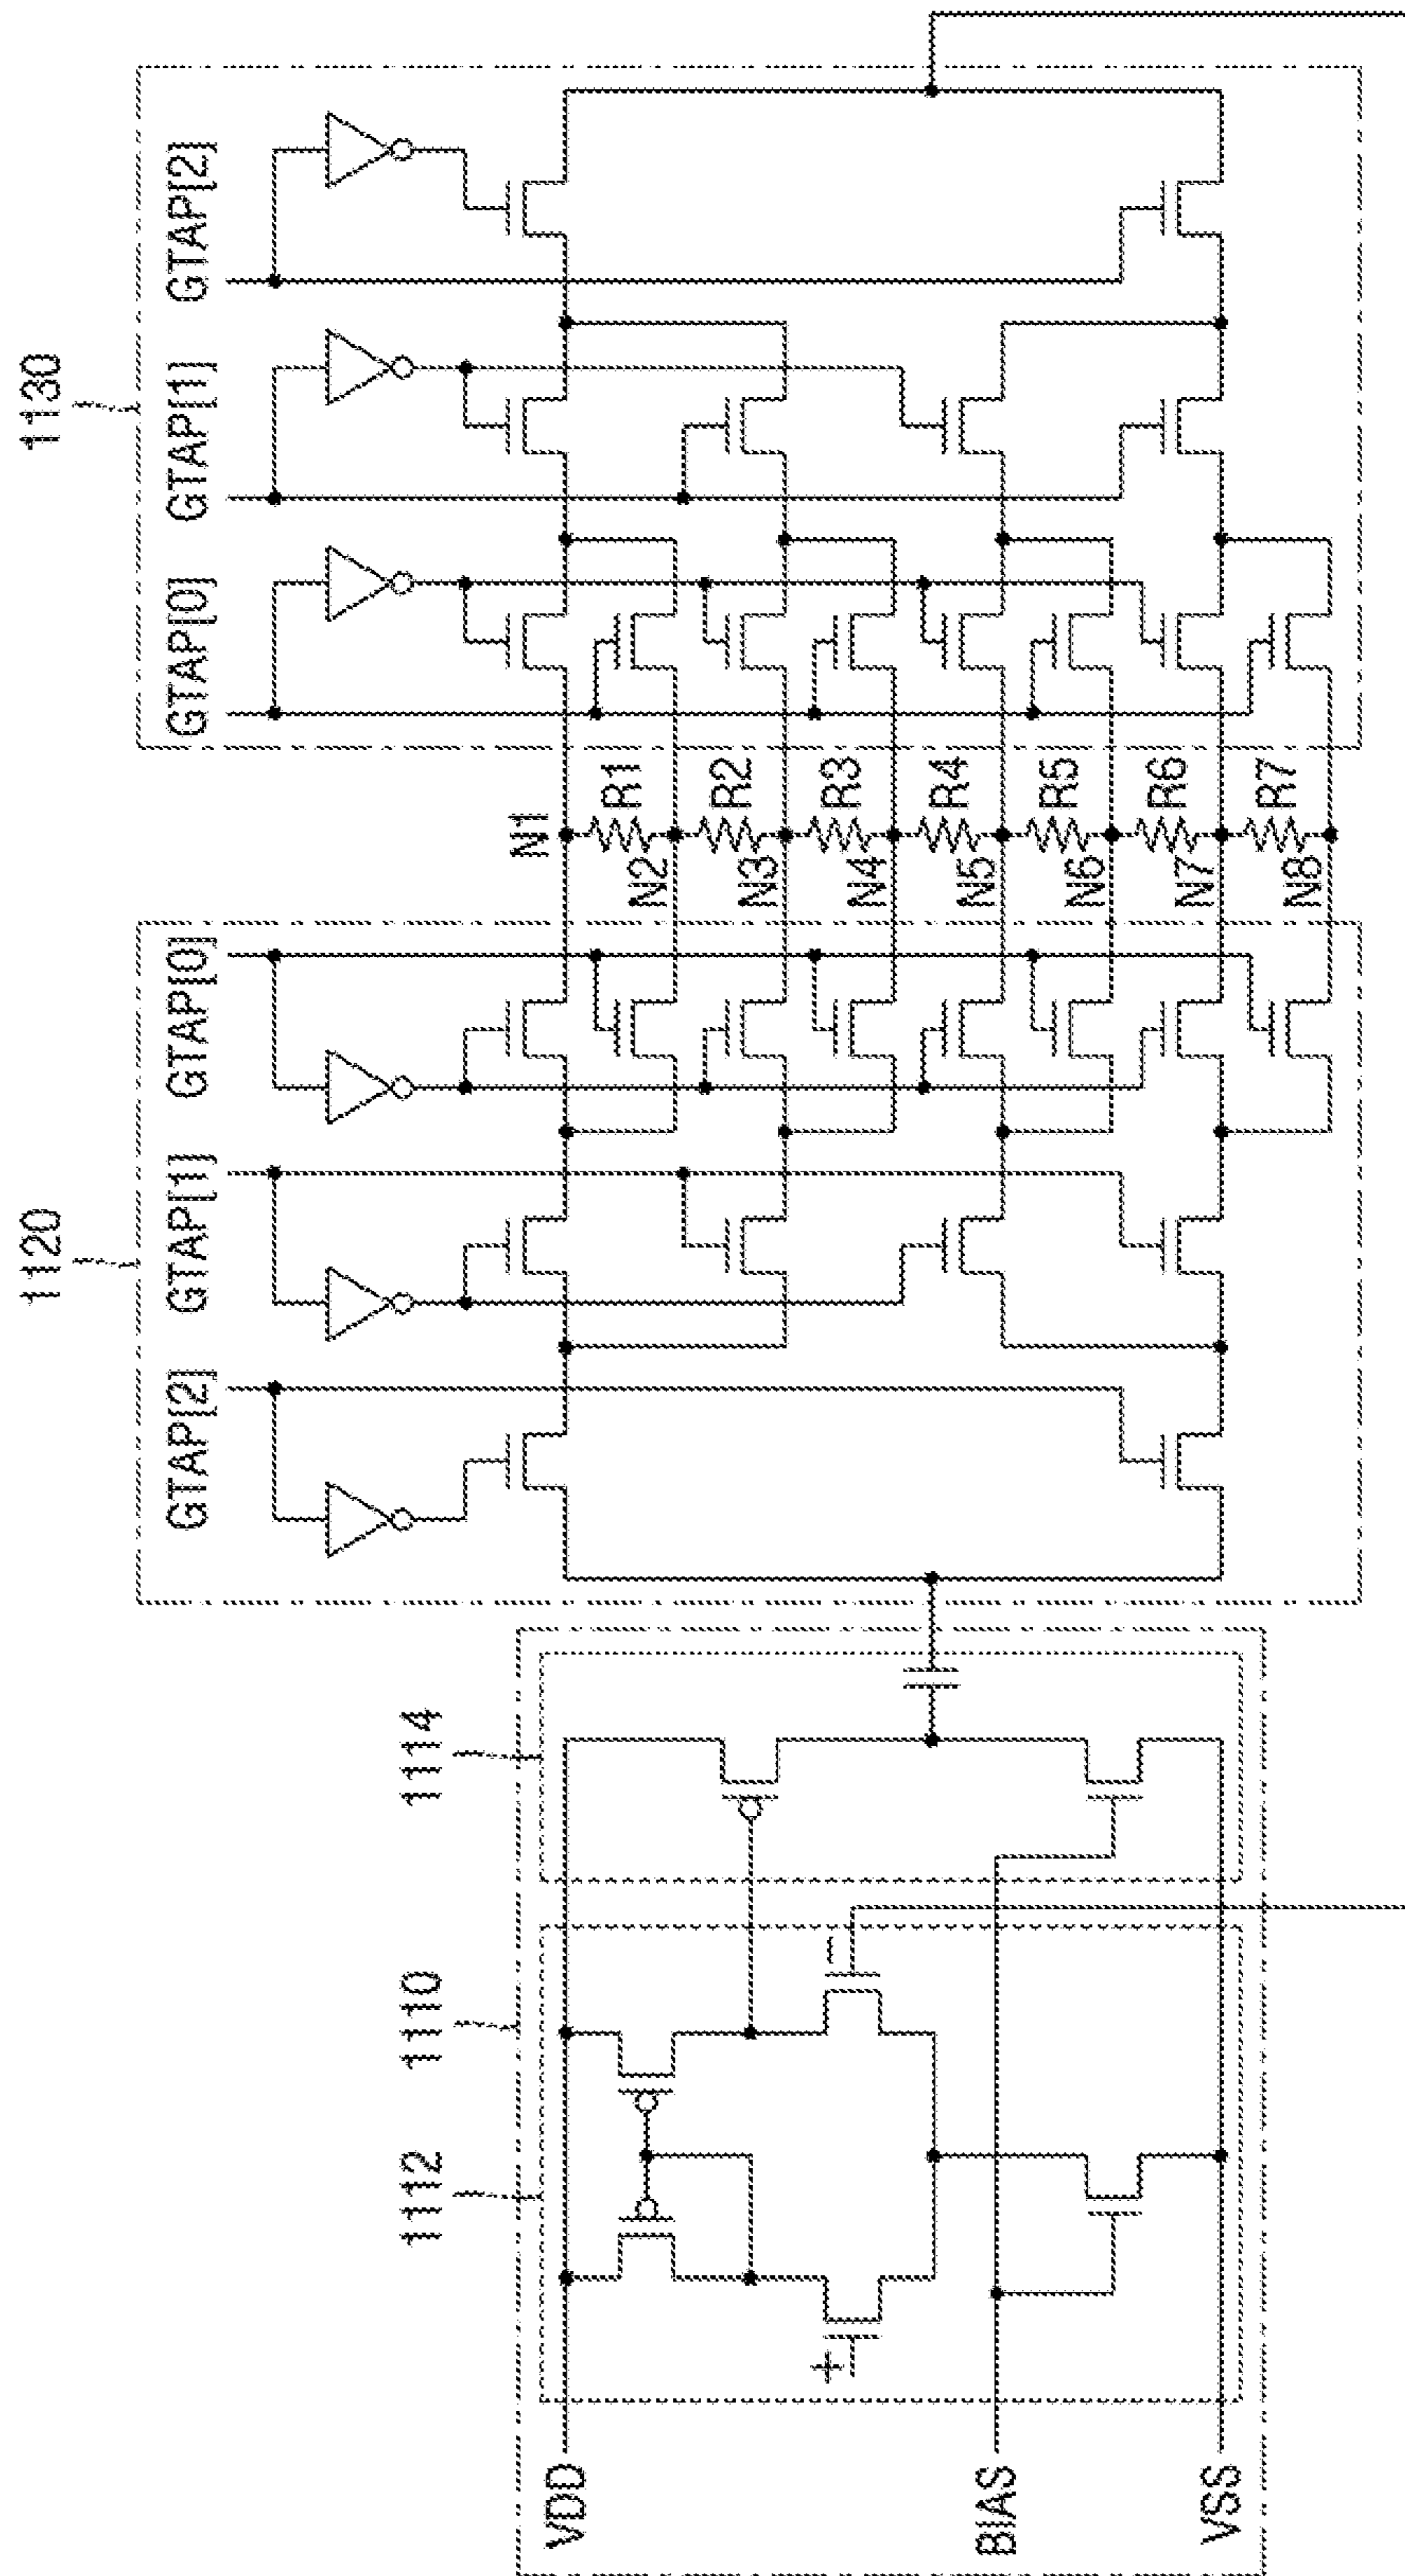 1110
1120
1130
1112
1114
GTAP[2]
GTAP[1]
GTAP[0]
GTAP[0]
GTAP[1]
GTAP[2]
VDD
BIAS
VSS
+
−
N1
R1
N2
R2
N3
R3
N4
R4
N5
R5
N6
R6
N7
R7
N8